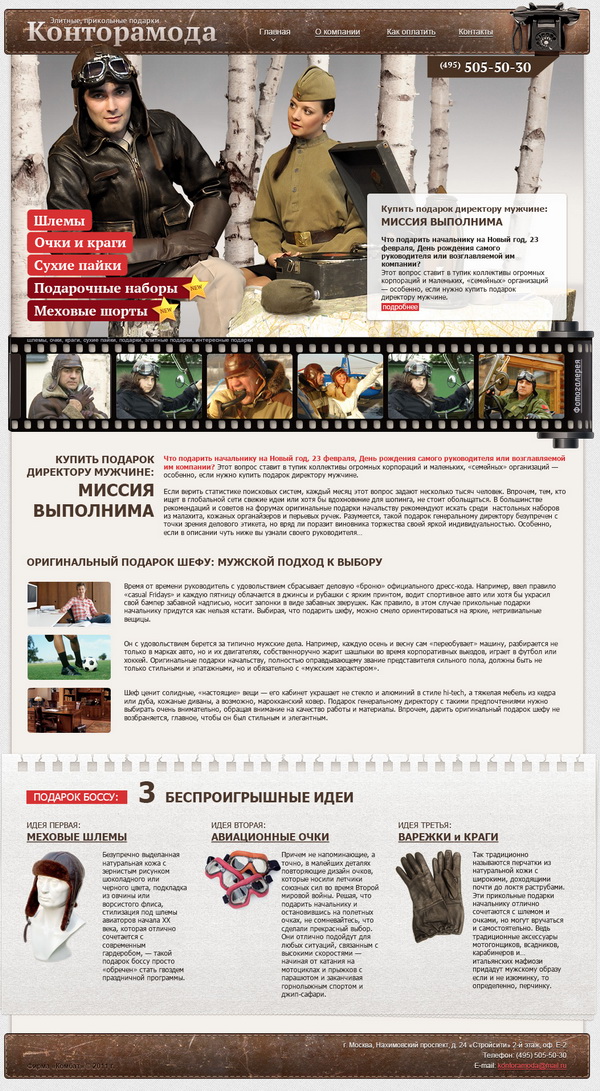 Элитные, прикольные подарки
Контора мода
Главная
О компании
Как оплатить
Контакты
(495) 505-50-30
Шлемы
Очки и краги
Сухие пайки
Подарочные наборы
NEW
Меховые шорты
NEW
Купить подарок директору мужчине:
МИССИЯ ВЫПОЛНИМА
Что подарить начальнику на Новый год, 23
февраля, День рождения самого
руководителя или возглавляемой им
компании?
Этот вопрос ставит в тупик коллективы огромных
корпораций и маленьких, «семейных» организаций
— особенно, если нужно купить подарок
директору мужчине.
подробнее
шлемы, очки, краги, сухие пайки, подарки, элитные подарки, интересные подарки
Фотогалерея
КУПИТЬ ПОДАРОК
ДИРЕКТОРУ МУЖЧИНЕ:
МИССИЯ
ВЫПОЛНИМА
Что подарить начальнику на Новый год, 23 февраля, День рождения самого руководителя или возглавляемой
им компании? Этот вопрос ставит в тупик коллективы огромных корпораций и маленьких, «семейных» организаций —
особенно, если нужно купить подарок директору мужчине.
Если верить статистике поисковых систем, каждый месяц этот вопрос задают несколько тысяч человек. Впрочем, тем, кто
ищет в глобальной сети свежие идеи или хотя бы вдохновение для шопинга, не стоит обольщаться. В большинстве
рекомендаций и советов на форумах оригинальные подарки начальству рекомендуют искать среди настольных наборов
из малахита, кожаных органайзеров и перьевых ручек. Разумеется, такой подарок генеральному директору безупречен с
точки зрения делового этикета, но вряд ли поразит виновника торжества своей яркой индивидуальностью. Особенно,
если в описании чуть ниже вы узнали своего руководителя...
ОРИГИНАЛЬНЫЙ ПОДАРОК ШЕФУ: МУЖСКОЙ ПОДХОД К ВЫБОРУ
Время от времени руководитель с удовольствием сбрасывает деловую «броню» официального дресс-кода. Например, ввел правило
«casual Fridays» и каждую пятницу облачается в джинсы и рубашки с ярким принтом, водит спортивное авто или хотя бы украсил
свой бампер забавной надписью, носит запонки в виде забавных зверушек. Как правило, в этом случае прикольные подарки
начальнику придутся как нельзя кстати. Выбирая, что подарить шефу, можно смело ориентироваться на яркие, нетривиальные
вещицы.
Он с удовольствием берется за типично мужские дела. Например, каждую осень и весну сам «переобувает» машину, разбирается не
только в марках авто, но и их двигателях, собственноручно жарит шашлыки во время корпоративных выездов, играет в футбол или
хоккей. Оригинальные подарки начальству, полностью оправдывающему звание представителя сильного пола, должны быть не
только стильными и эпатажными, но и обязательно с «мужским характером».
Шеф ценит солидные, «настоящие» вещи — его кабинет украшает не стекло и алюминий в стиле hi-tech, а тяжелая мебель из кедра
или дуба, кожаные диваны, а возможно, марокканский ковер. Подарок генеральному директору с такими предпочтениями нужно
выбирать очень внимательно, обращая внимание на качество работы и материалы. Впрочем, дарить оригинальный подарок шефу не
возбраняется, главное, чтобы он был стильным и элегантным.
ПОДАРОК БОССУ: 3 БЕСПРОИГРЫШНЫЕ ИДЕИ
ИДЕЯ ПЕРВАЯ:
МЕХОВЫЕ ШЛЕМЫ
Безупречно выделанная
натуральная кожа с
зернистым рисунком
шоколадного или
черного цвета, подкладка
из овчины или
ворсистого флиса,
стилизация под шлемы
авиаторов начала XX
века, которая отлично
сочетается с
современным
гардеробом, — такой
подарок боссу просто
«обречен» стать гвоздем
праздничной программы.
ИДЕЯ ВТОРАЯ:
АВИАЦИОННЫЕ ОЧКИ
Причем не напоминающие, а
точно, в малейших деталях
повторяющие дизайн очков,
которые носили летчики
союзных сил во время Второй
мировой войны. Решая, что
подарить начальнику и
остановившись на полетных
очках, не сомневайтесь, что
сделали прекрасный выбор.
Они отлично подойдут для
любых ситуаций, связанным с
высокими скоростями —
начиная от катания на
мотоциклах и прыжков с
парашютом и заканчивая
горнолыжным спортом и
джип-сафари.
ИДЕЯ ТРЕТЬЯ:
ВАРЕЖКИ и КРАГИ
Так традиционно
называются перчатки из
натуральной кожи с
широкими, доходящими
почти до локтя раструбами.
Эти прикольные подарки
начальнику отлично
сочетаются с шлемом и
очками, но могут вручаться
и самостоятельно. Ведь
традиционные аксессуары
мотогонщиков, всадников,
карабинеров и...
итальянских мафиози
придадут мужскому образу
если и не изюминку, то
определенно, перчинку.
г. Москва, Нахимовский проспект, д. 24 «Стройсити» 2-й этаж, оф. Е-2
Телефон: (495) 505-50-30
E-mail: kontoramoda@mail.ru